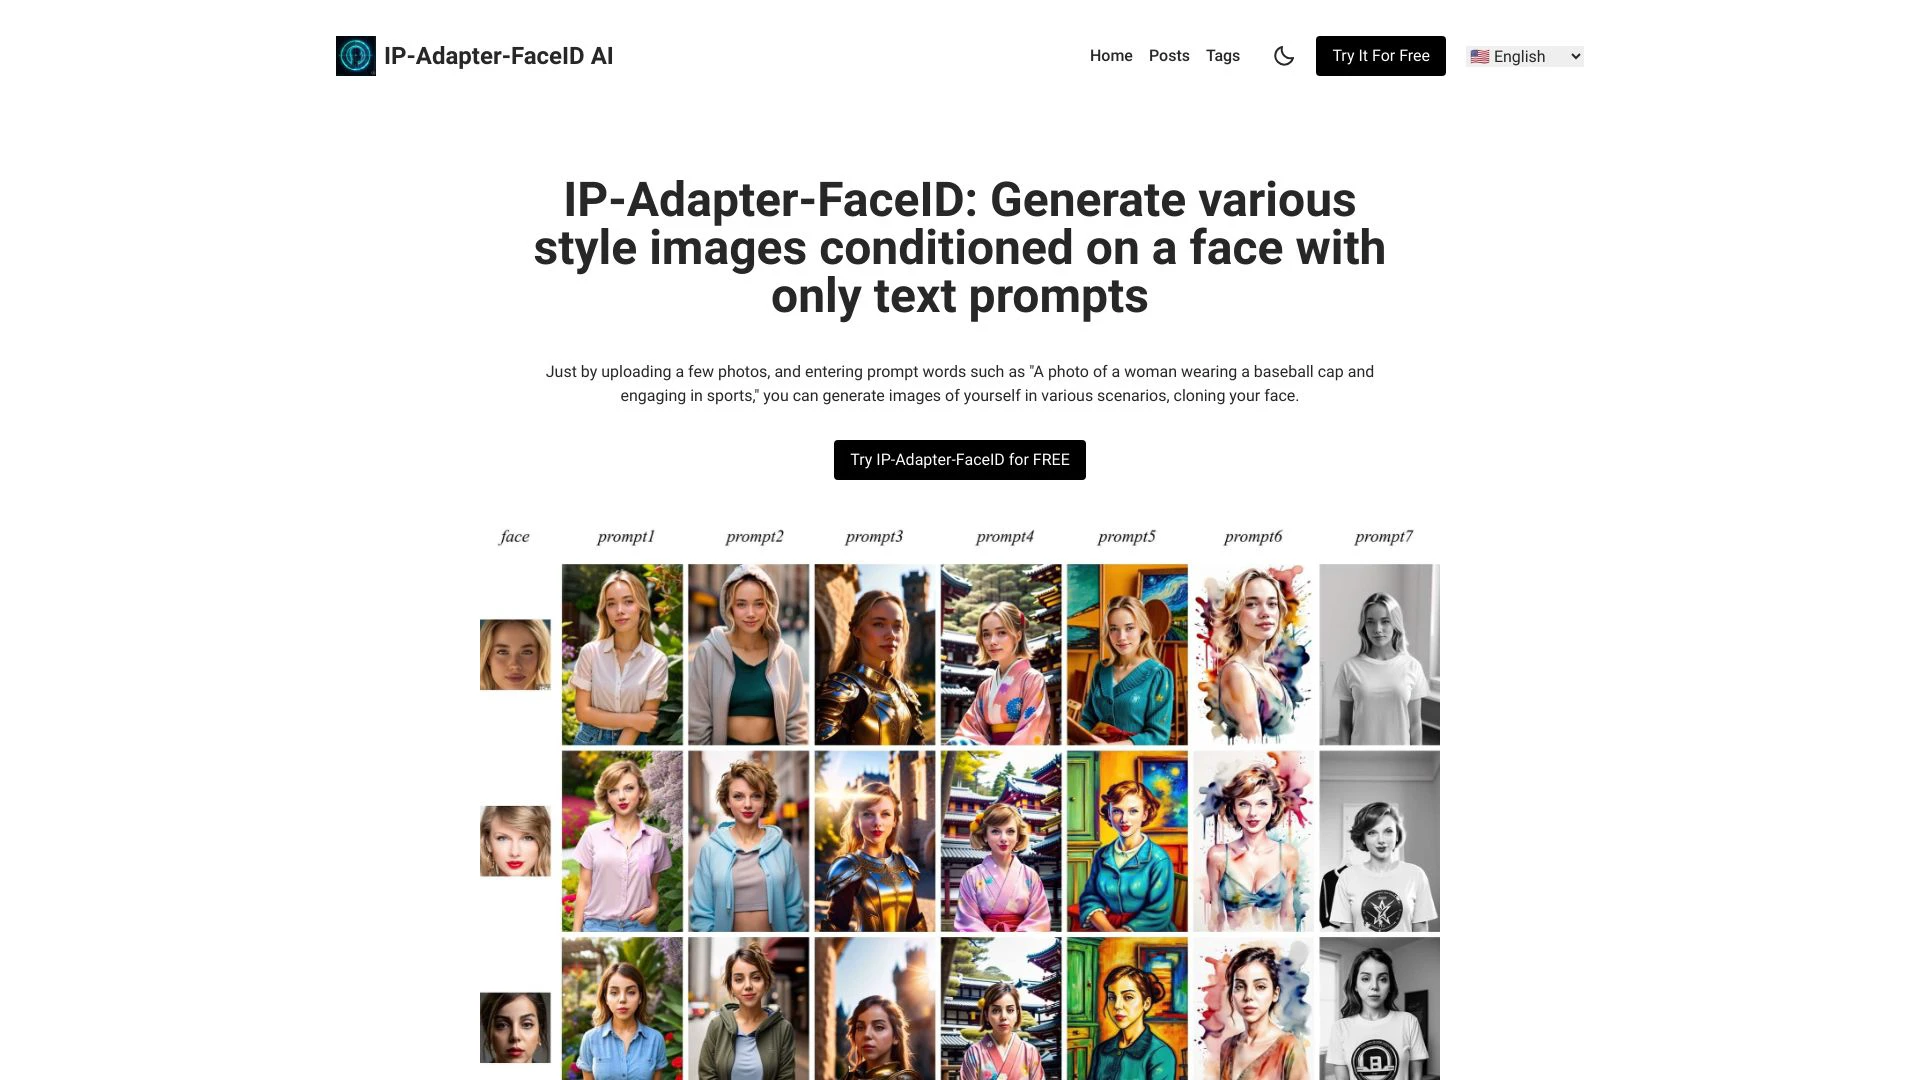 IP-Adapter-FaceID AI
Home
Posts
Tags
Try It For Free
English
IP-Adapter-FaceID: Generate various
style images conditioned on a face with
only text prompts
Just by uploading a few photos, and entering prompt words such as "A photo of a woman wearing a baseball cap and
engaging in sports," you can generate images of yourself in various scenarios, cloning your face.
Try IP-Adapter-FaceID for FREE
face
prompt1
prompt2
prompt3
prompt4
prompt5
prompt6
prompt7